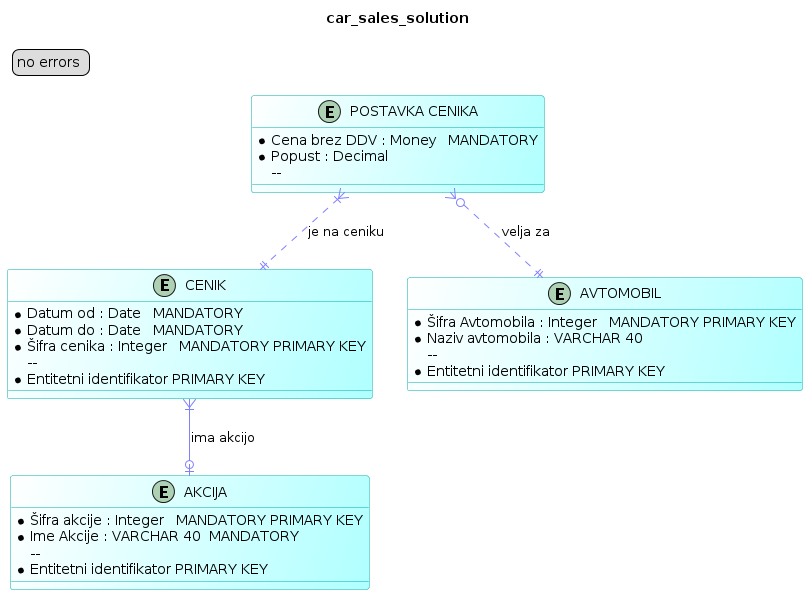 car_sales_solution
no errors
E POSTAVKA CENIKA
Cena brez DDV : Money   MANDATORY
Popust : Decimal
--
je na ceniku
velja za
E CENIK
Datum od : Date   MANDATORY
Datum do : Date   MANDATORY
Šifra cenika : Integer   MANDATORY PRIMARY KEY
--
Entitetni identifikator PRIMARY KEY
E AVTOMOBIL
Šifra Avtomobila : Integer   MANDATORY PRIMARY KEY
Naziv avtomobila : VARCHAR 40
--
Entitetni identifikator PRIMARY KEY
ima akcijo
E AKCIJA
Šifra akcije : Integer   MANDATORY PRIMARY KEY
Ime Akcije : VARCHAR 40  MANDATORY
--
Entitetni identifikator PRIMARY KEY